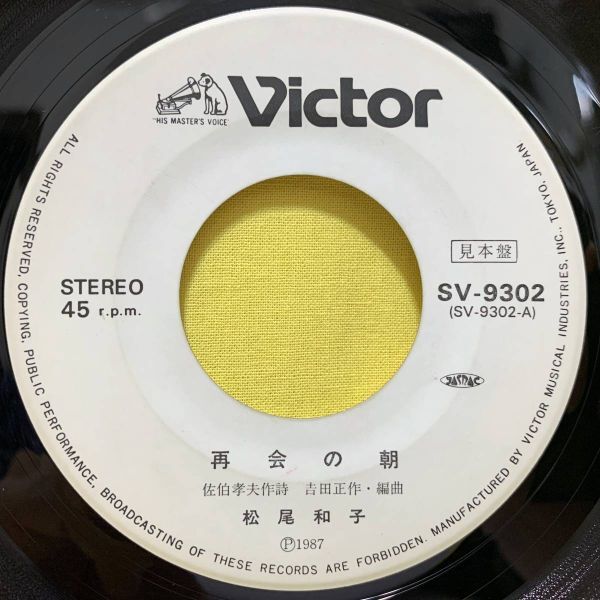 Victor
"HIS MASTER'S VOICE"
見本盤
STEREO
45 r.p.m.
SV-9302
(SV-9302-A)
JASRAC
再会の朝
佐伯孝夫作詩 吉田正作・編曲
松尾和子
Ⓟ1987
ALL RIGHTS RESERVED, COPYING, PUBLIC PERFORMANCE, BROADCASTING OF THESE RECORDS ARE FORBIDDEN. MANUFACTURED BY VICTOR MUSICAL INDUSTRIES, INC., TOKYO, JAPAN